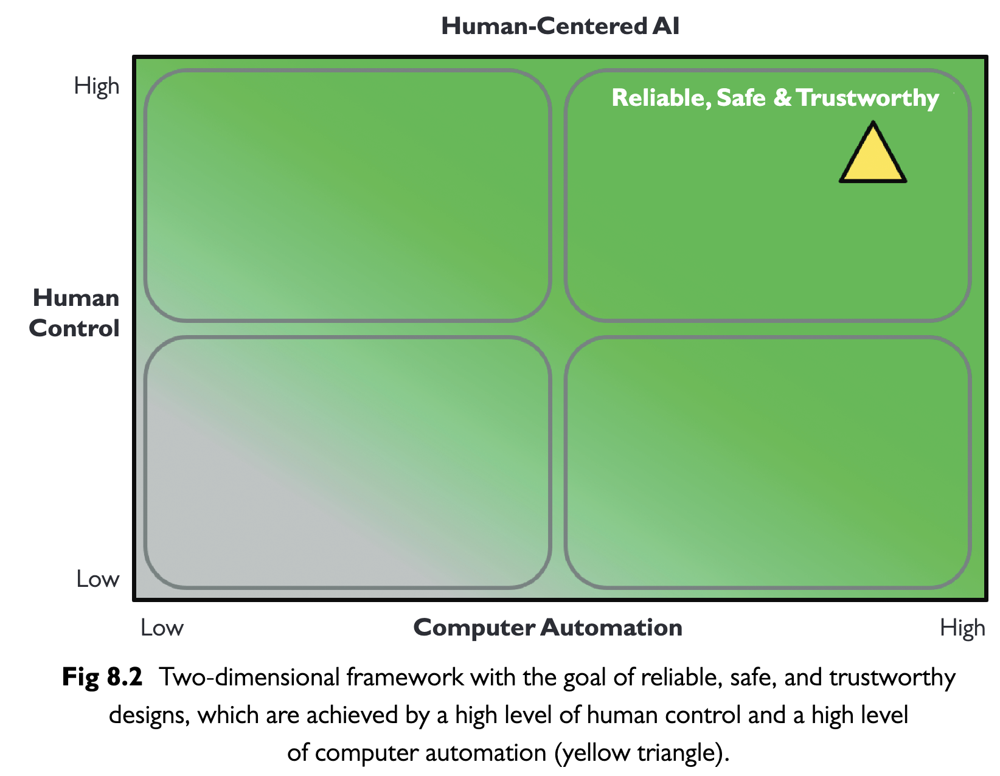 Human-Centered AI
High
Reliable, Safe & Trustworthy
Human
Control
Low
Low
Computer Automation
High
Fig 8.2 Two-dimensional framework with the goal of reliable, safe, and trustworthy
designs, which are achieved by a high level of human control and a high level
of computer automation (yellow triangle).